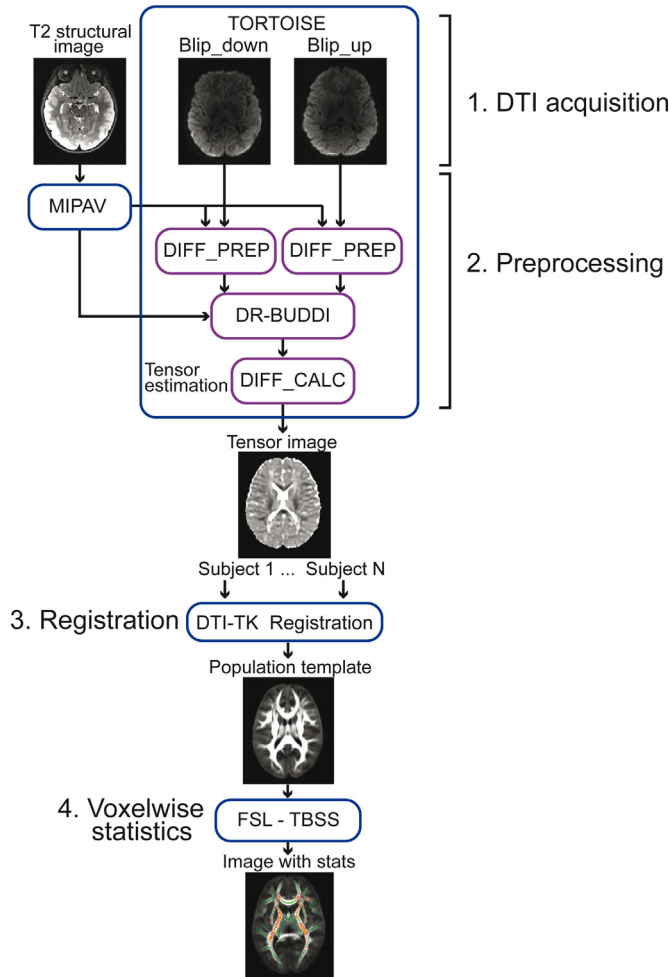 T2 structural
image
TORTOISE
Blip_down
Blip_up
1. DTI acquisition
MIPAV
DIFF_PREP
DIFF_PREP
2. Preprocessing
DR-BUDDI
Tensor
estimation
DIFF_CALC
Tensor image
Subject 1 ... Subject N
3. Registration
DTI-TK Registration
Population template
4. Voxelwise
statistics
FSL - TBSS
Image with stats